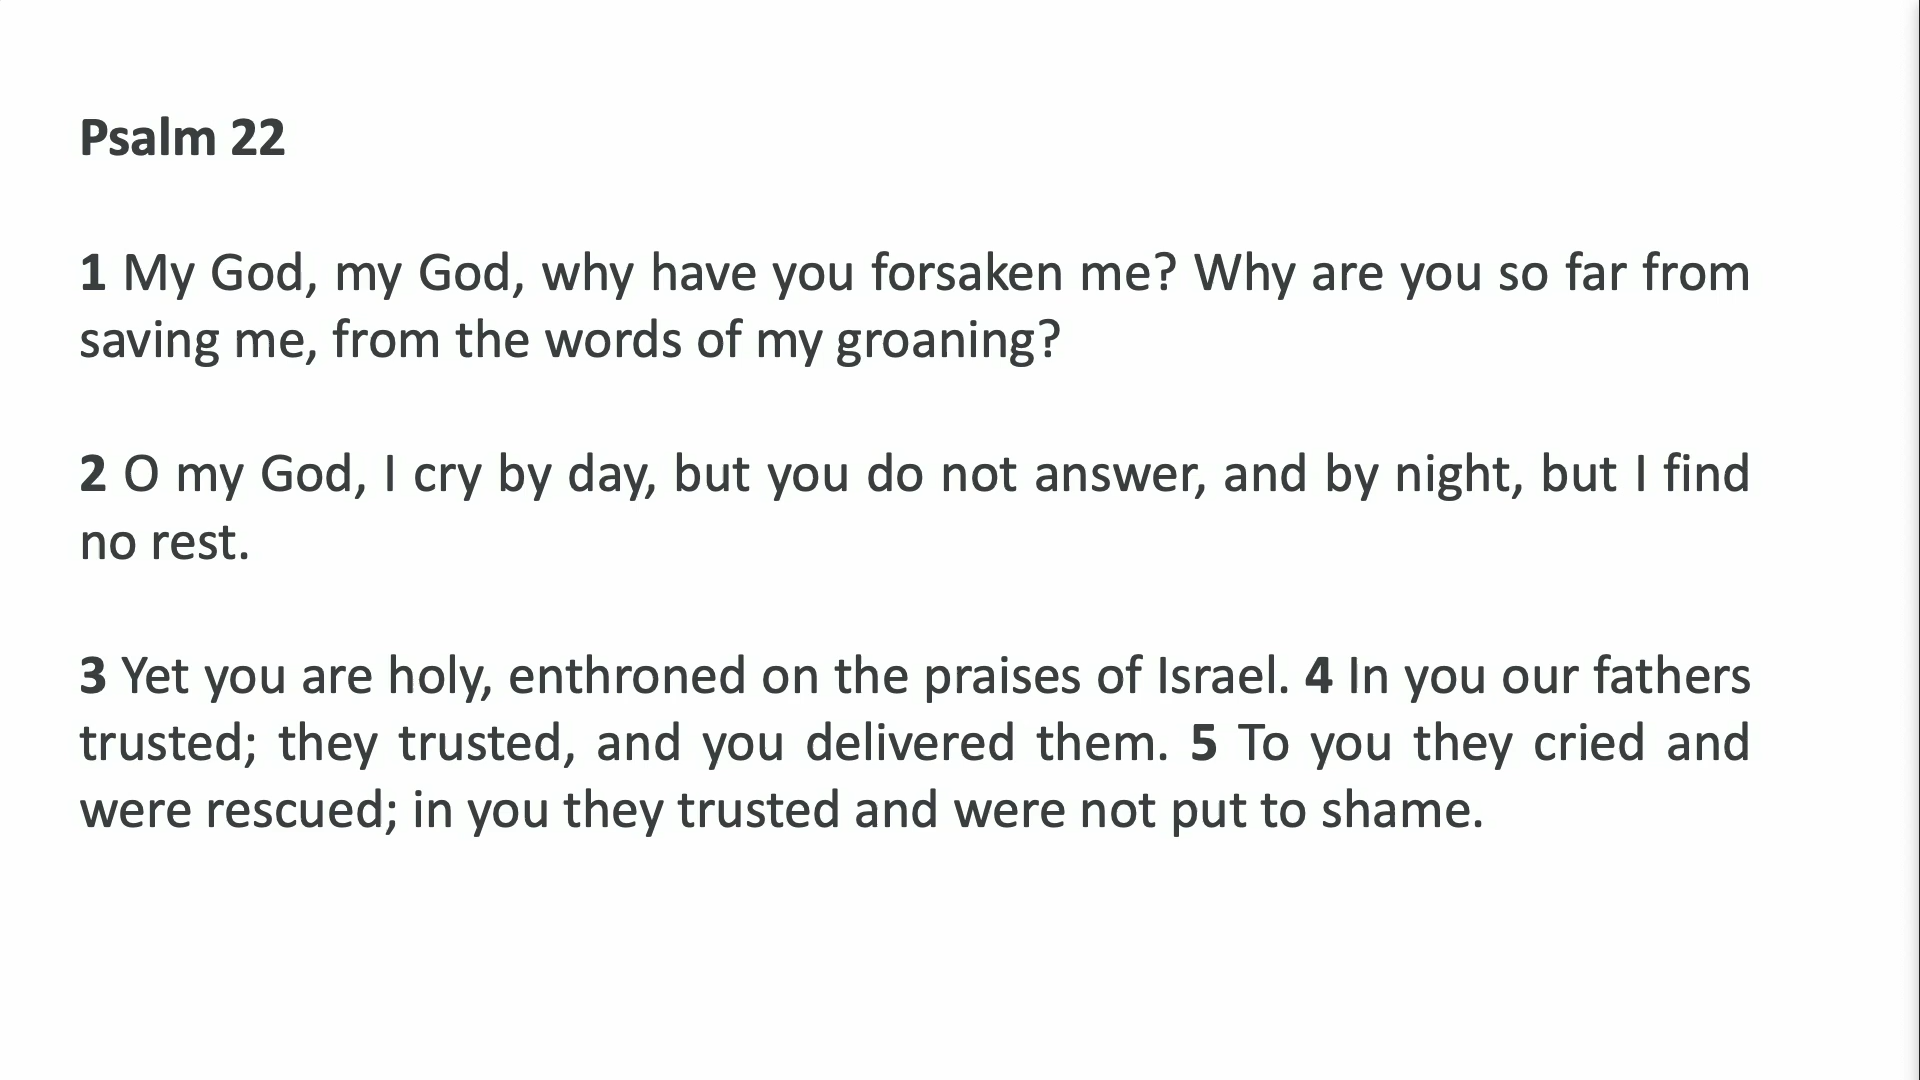 Psalm 22
1 My God, my God, why have you forsaken me? Why are you so far from
saving me, from the words of my groaning?
2 O my God, I cry by day, but you do not answer, and by night, but I find
no rest.
3 Yet you are holy, enthroned on the praises of Israel. 4 In you our fathers
trusted; they trusted, and you delivered them. 5 To you they cried and
were rescued; in you they trusted and were not put to shame.